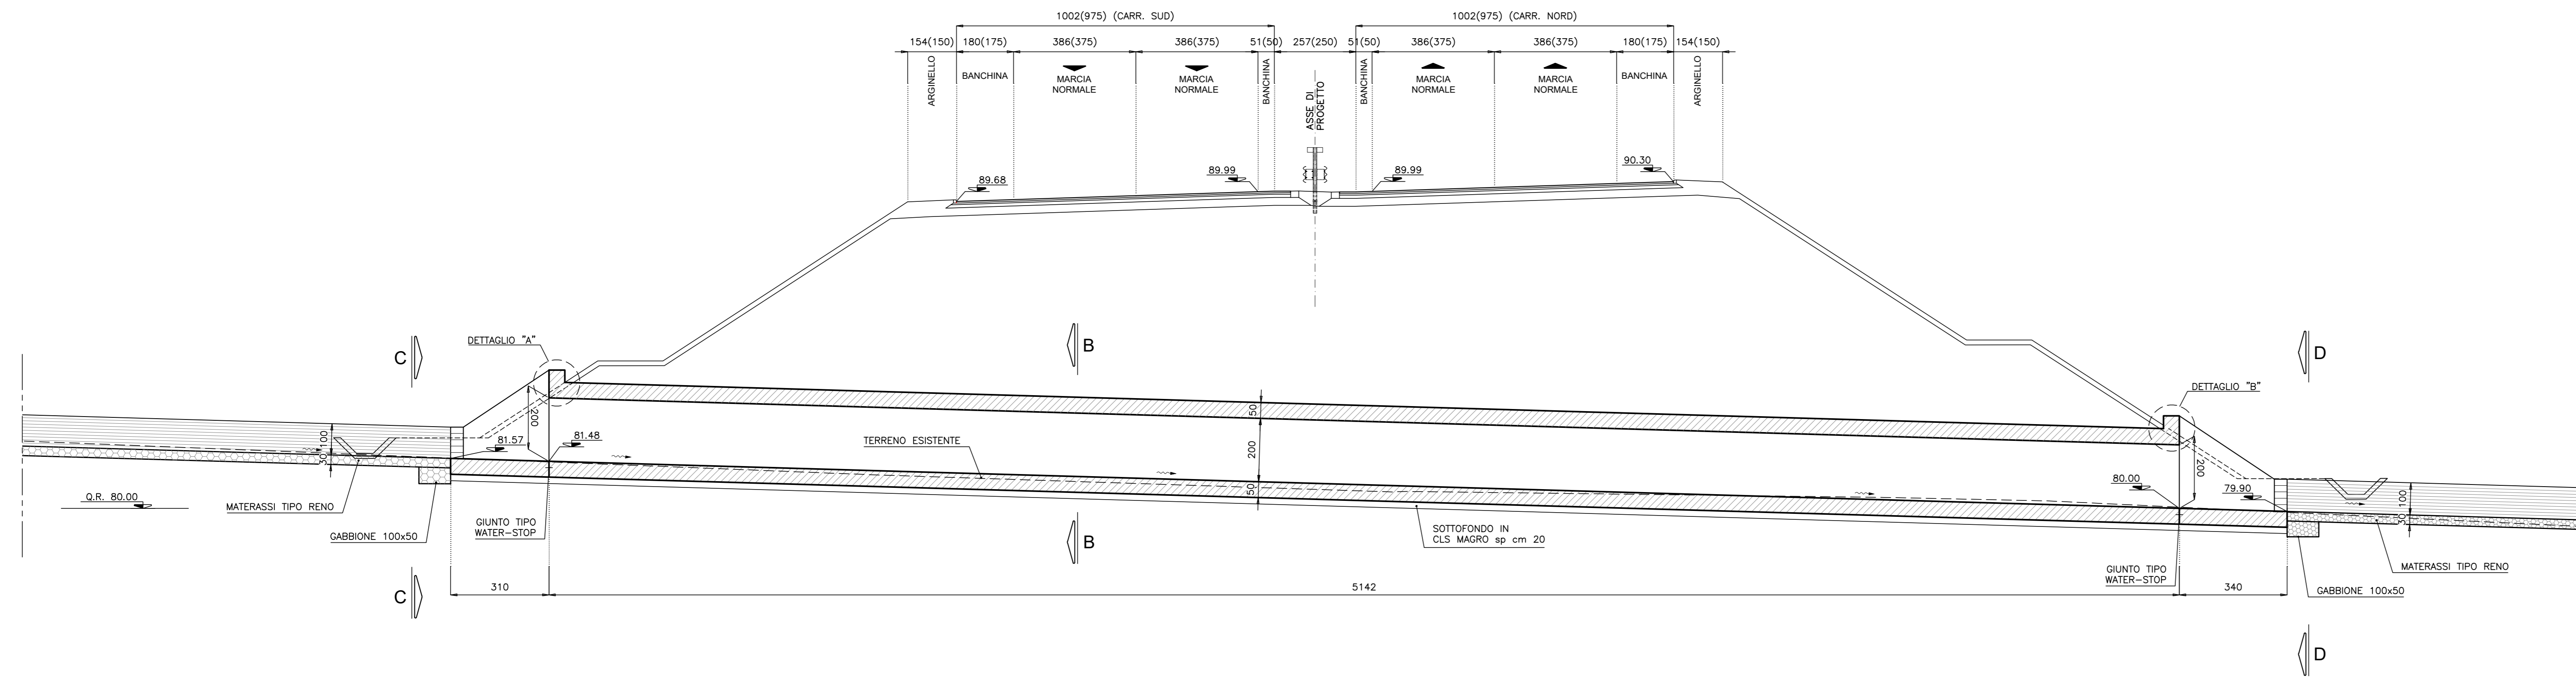 1002(975) (CARR. SUD)
1002(975) (CARR. NORD)
154(150)
180(175)
386(375)
386(375)
51(50)
257(250)
51(50)
386(375)
386(375)
180(175)
154(150)
ARGINELLO
BANCHINA
MARCIA
NORMALE
MARCIA
NORMALE
BANCHINA
ASSE DI
PROGETTO
BANCHINA
MARCIA
NORMALE
MARCIA
NORMALE
BANCHINA
ARGINELLO
89.68
89.99
89.99
90.30
C
DETTAGLIO "A"
B
D
DETTAGLIO "B"
200
50
100
30
81.57
81.48
TERRENO ESISTENTE
200
50
200
80.00
79.90
100
30
Q.R. 80.00
MATERASSI TIPO RENO
GABBIONE 100x50
GIUNTO TIPO
WATER-STOP
B
SOTTOFONDO IN
CLS MAGRO sp cm 20
GIUNTO TIPO
WATER-STOP
MATERASSI TIPO RENO
GABBIONE 100x50
C
310
5142
340
D